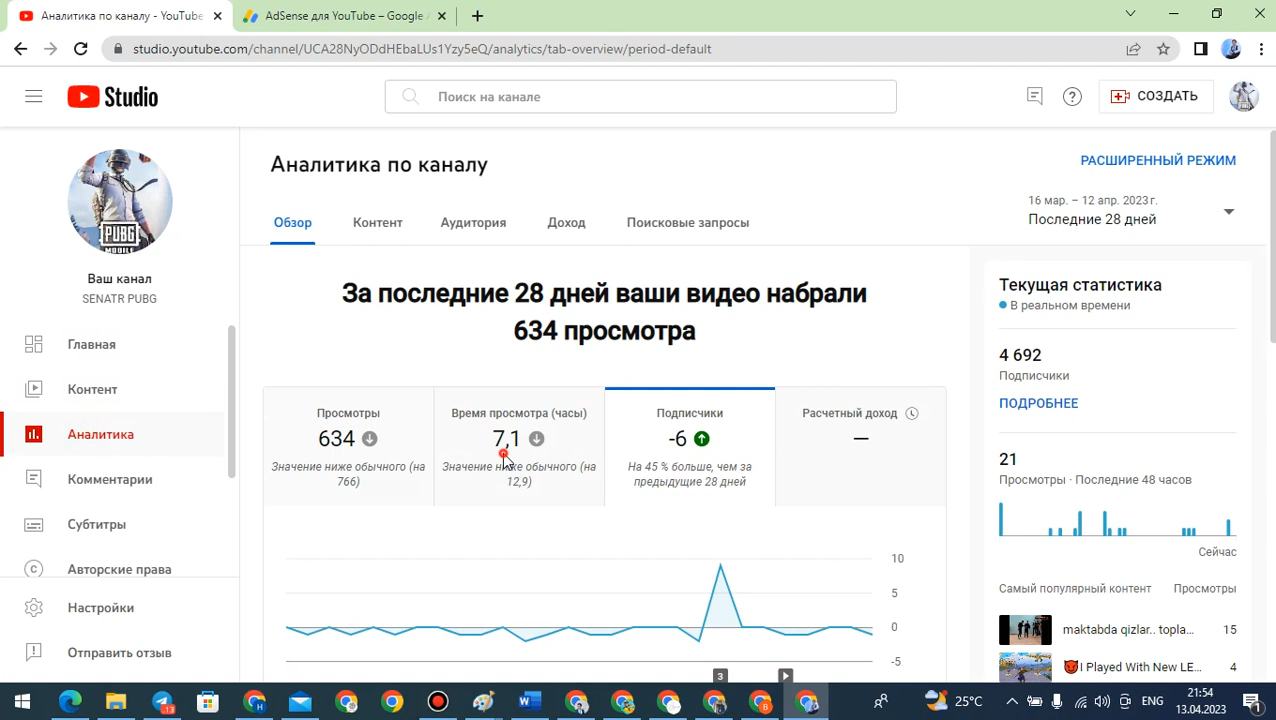 Аналитика по каналу - YouTube
AdSense для YouTube – Google A
studio.youtube.com/channel/UCA28NyODdHEbaLUs1Yzy5eQ/analytics/tab-overview/period-default
Studio
Поиск на канале
СОЗДАТЬ
PUBG
MOBILE
Ваш канал
SENATR PUBG
Главная
Контент
Аналитика
Комментарии
Субтитры
Авторские права
Настройки
Отправить отзыв
Аналитика по каналу
РАСШИРЕННЫЙ РЕЖИМ
Обзор
Контент
Аудитория
Доход
Поисковые запросы
16 мар. – 12 апр. 2023 г.
Последние 28 дней
За последние 28 дней ваши видео набрали
634 просмотра
Просмотры
634
Значение ниже обычного (на
766)
Время просмотра (часы)
7,1
Значение ниже обычного (на
12,9)
Подписчики
-6
На 45 % больше, чем за
предыдущие 28 дней
Расчетный доход
—
10
5
0
-5
3
Текущая статистика
В реальном времени
4 692
Подписчики
ПОДРОБНЕЕ
21
Просмотры · Последние 48 часов
Сейчас
Самый популярный контент
Просмотры
maktabda qizlar.. topla...
15
😈I Played With New LE...
4
13
W
H
B
25°C
ENG
21:54
13.04.2023
1